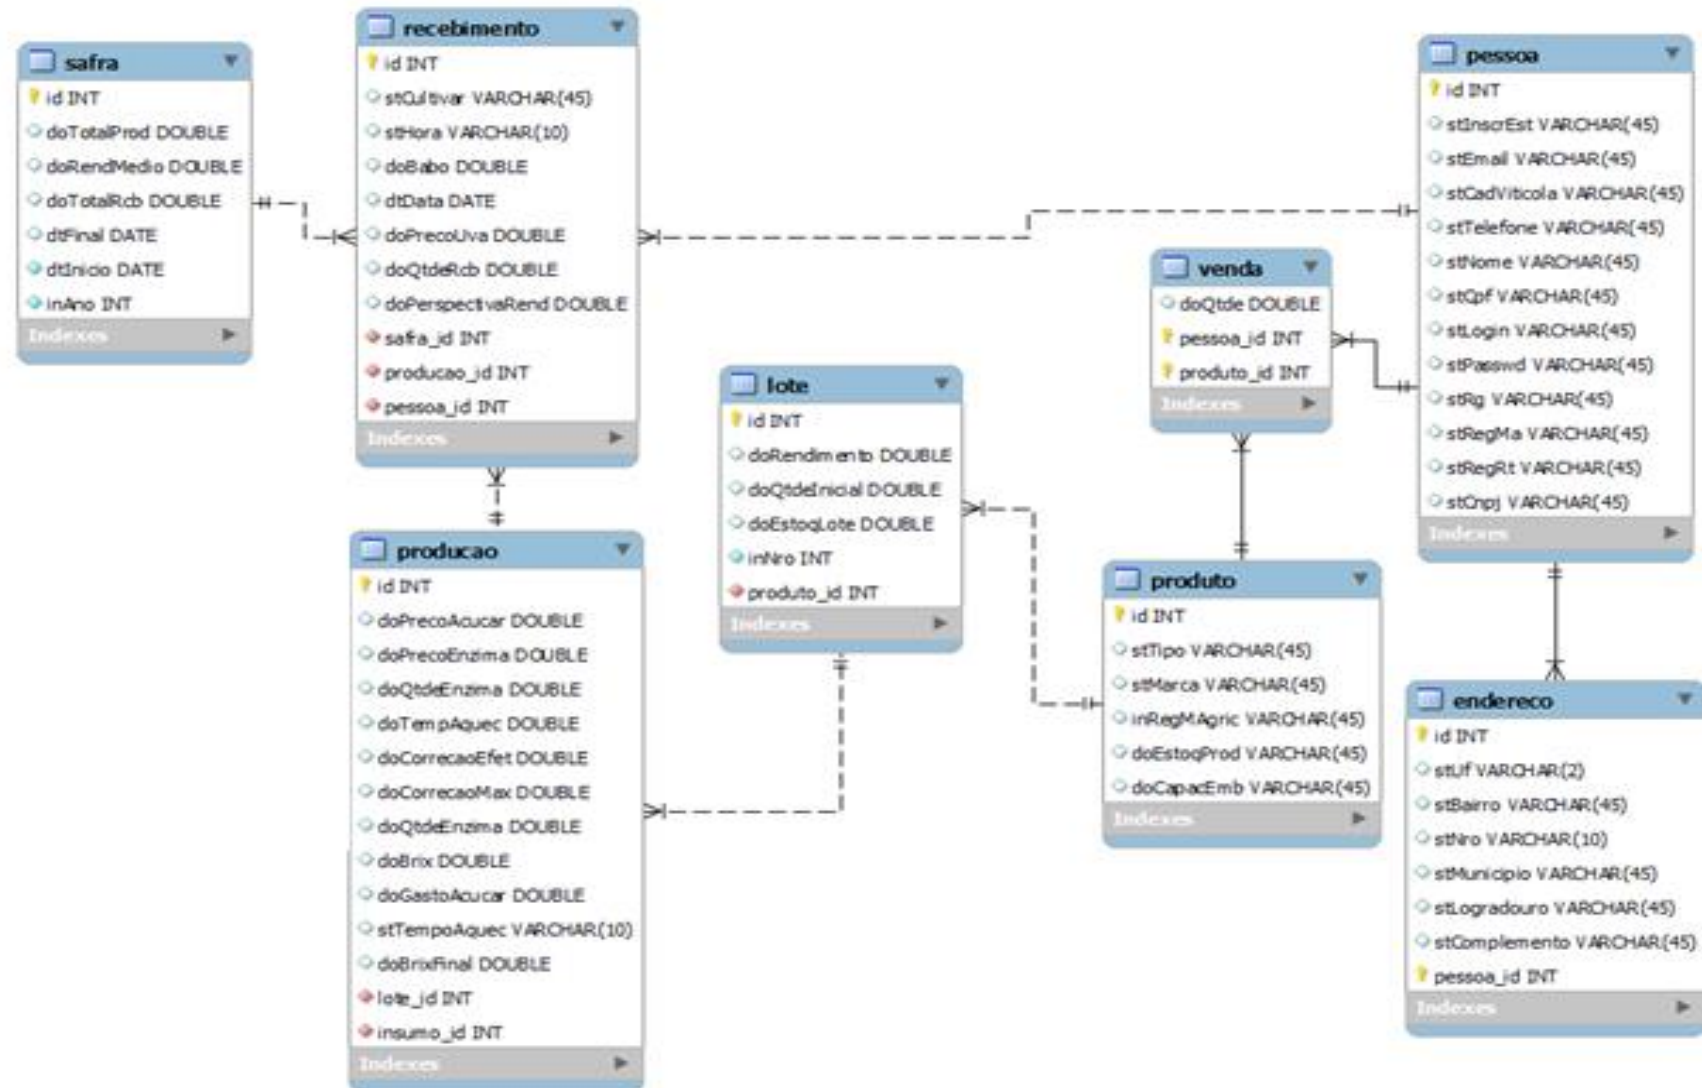 safra
id INT
doTotalProd DOUBLE
doRendMedio DOUBLE
doTotalRcb DOUBLE
dtFinal DATE
dtInicio DATE
inAno INT
Indexes
recebimento
id INT
stCultivar VARCHAR(45)
stHora VARCHAR(10)
doBabo DOUBLE
dtData DATE
doPrecoUva DOUBLE
doQtdeRcb DOUBLE
doPerspectivaRend DOUBLE
safra_id INT
producao_id INT
pessoa_id INT
Indexes
producao
id INT
doPrecoAcucar DOUBLE
doPrecoEnzima DOUBLE
doQtdeEnzima DOUBLE
doTempAquec DOUBLE
doCorrecaoEfet DOUBLE
doCorrecaoMax DOUBLE
doQtdeEnzima DOUBLE
doBrix DOUBLE
doGastoAcucar DOUBLE
stTempoAquec VARCHAR(10)
doBrixFinal DOUBLE
lote_id INT
insumo_id INT
Indexes
lote
id INT
doRendimento DOUBLE
doQtdeInicial DOUBLE
doEstoqLote DOUBLE
inNro INT
produto_id INT
Indexes
venda
doQtde DOUBLE
pessoa_id INT
produto_id INT
Indexes
produto
id INT
stTipo VARCHAR(45)
stMarca VARCHAR(45)
inRegMAgric VARCHAR(45)
doEstoqProd VARCHAR(45)
doCapacEmb VARCHAR(45)
Indexes
pessoa
id INT
stInscrEst VARCHAR(45)
stEmail VARCHAR(45)
stCadViticola VARCHAR(45)
stTelefone VARCHAR(45)
stNome VARCHAR(45)
stCpf VARCHAR(45)
stLogin VARCHAR(45)
stPasswd VARCHAR(45)
stRg VARCHAR(45)
stRegMa VARCHAR(45)
stRegRt VARCHAR(45)
stCnpj VARCHAR(45)
Indexes
endereco
id INT
stUf VARCHAR(2)
stBairro VARCHAR(45)
stNro VARCHAR(10)
stMunicipio VARCHAR(45)
stLogradouro VARCHAR(45)
stComplemento VARCHAR(45)
pessoa_id INT
Indexes